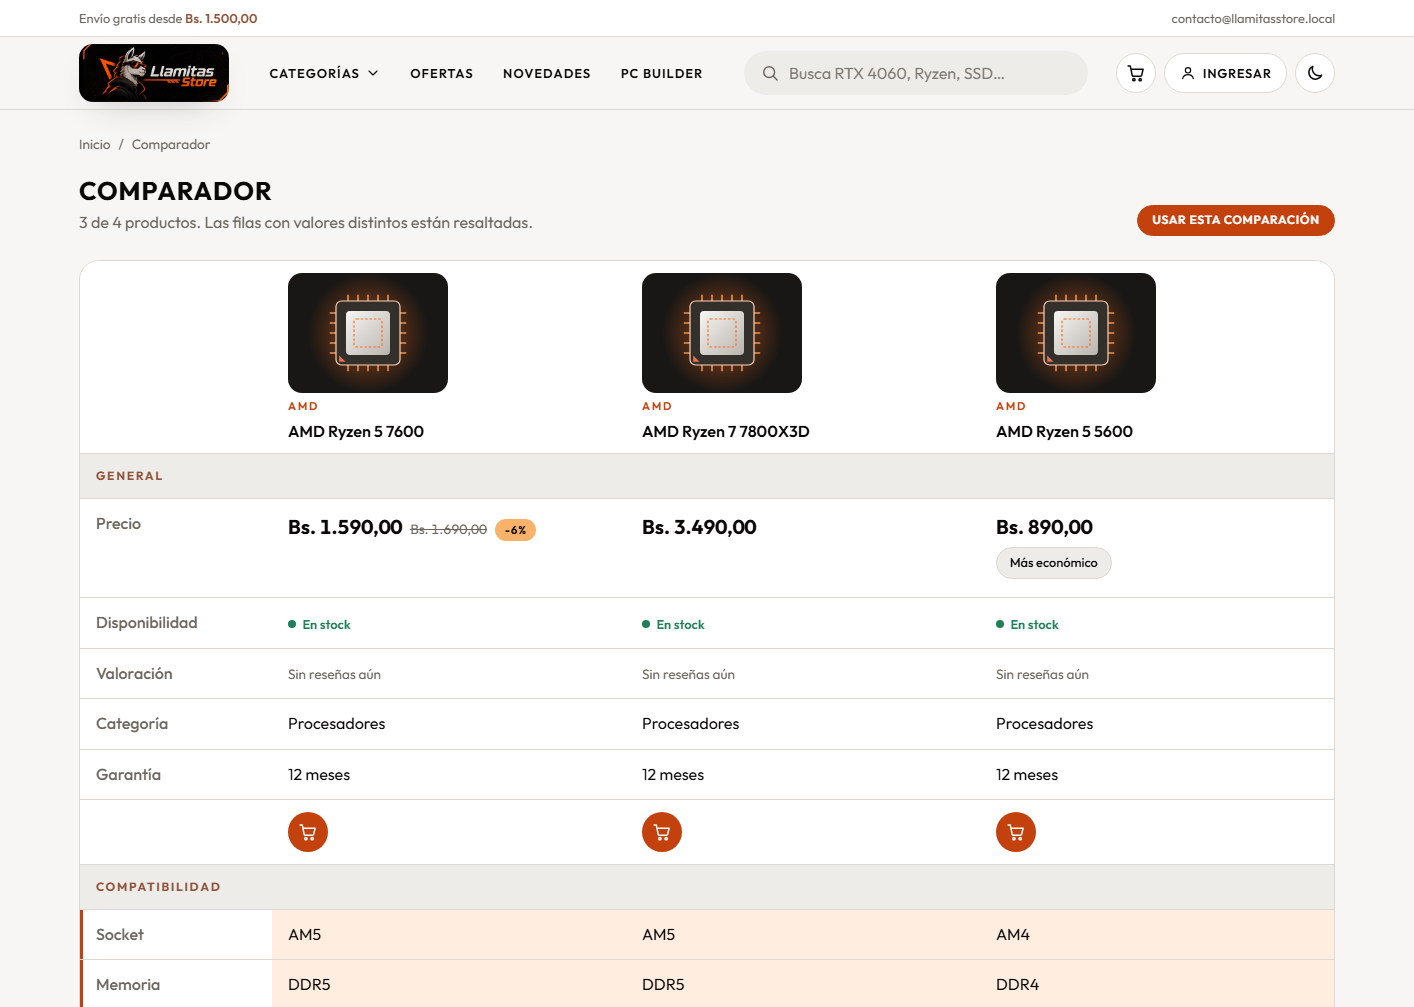 Envío gratis desde Bs. 1.500,00
contacto@llamitasstore.local
Llamitas
Store
CATEGORÍAS
OFERTAS
NOVEDADES
PC BUILDER
Busca RTX 4060, Ryzen, SSD...
INGRESAR
Inicio / Comparador
COMPARADOR
3 de 4 productos. Las filas con valores distintos están resaltadas.
USAR ESTA COMPARACIÓN
AMD
AMD
AMD
AMD Ryzen 5 7600
AMD Ryzen 7 7800X3D
AMD Ryzen 5 5600
GENERAL
Precio
Bs. 1.590,00 Bs. 1.690,00 -6%
Bs. 3.490,00
Bs. 890,00
Más económico
Disponibilidad
En stock
En stock
En stock
Valoración
Sin reseñas aún
Sin reseñas aún
Sin reseñas aún
Categoría
Procesadores
Procesadores
Procesadores
Garantía
12 meses
12 meses
12 meses
COMPATIBILIDAD
Socket
AM5
AM5
AM4
Memoria
DDR5
DDR5
DDR4